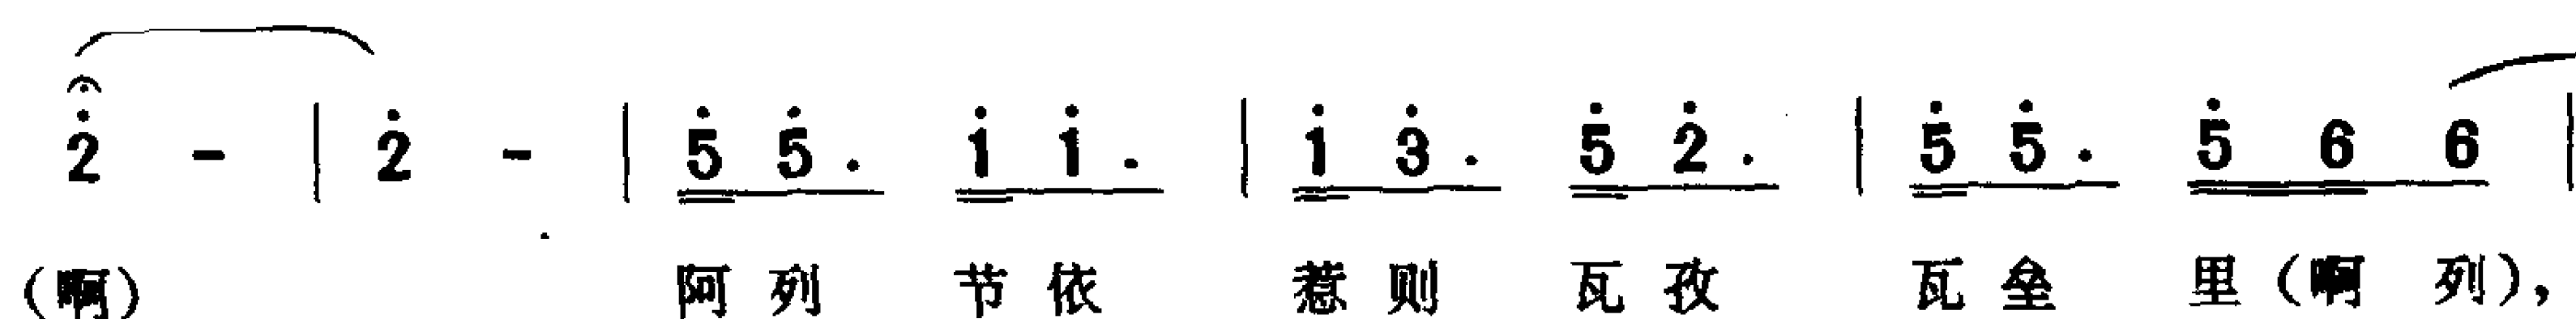 2̇ - | 2̇ - | 5̇ 5̇. 1̇ 1̇. | 1̇ 3̇. 5̇ 2̇. | 5̇ 5̇. 5̇ 6 6 |
(啊) 阿列 节依 惹则 瓦孜 瓦垒 里(啊 列),